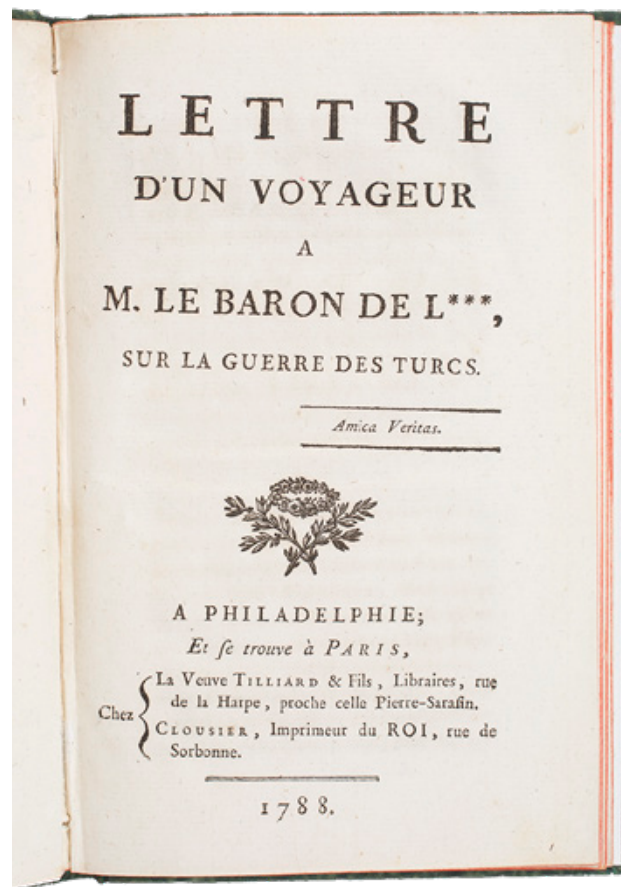 LETTRE
D'UN VOYAGEUR
A
M. LE BARON DE L***,
SUR LA GUERRE DES TURCS.
Amica Veritas.
A PHILADELPHIE;
Et ſe trouve à PARIS,
Chez
La Veuve TILLIARD & Fils, Libraires, rue
de la Harpe, proche celle Pierre-Saraſin.
CLOUSIER, Imprimeur du ROI, rue de
Sorbonne.
1788.